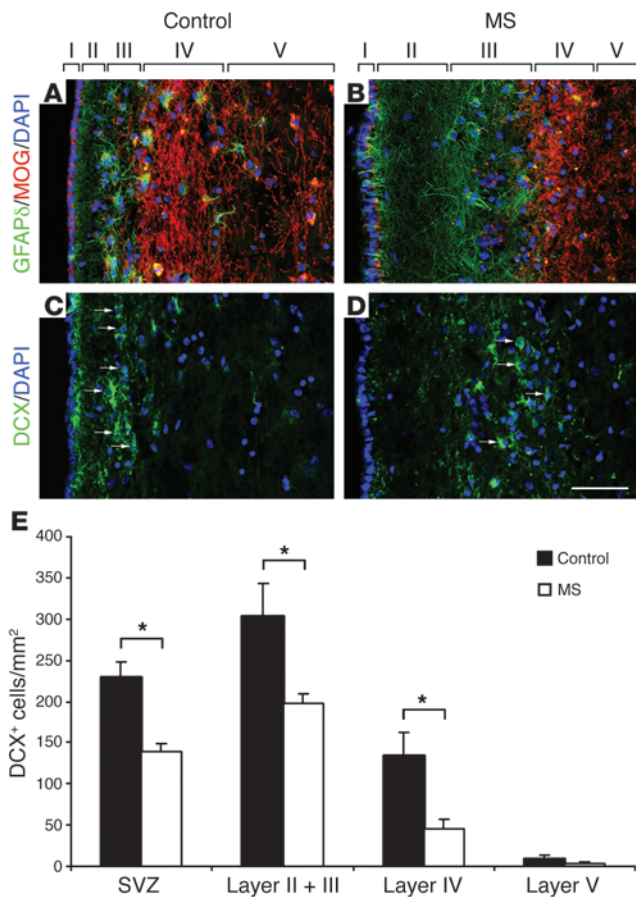 Control MS
I II III IV V I II III IV V
A B
GFAPδ/MOG/DAPI
C D
DCX/DAPI
E
400
350
300
250
200
150
100
50
0
DCX⁺ cells/mm²
* * *
Control
MS
SVZ Layer II + III Layer IV Layer V